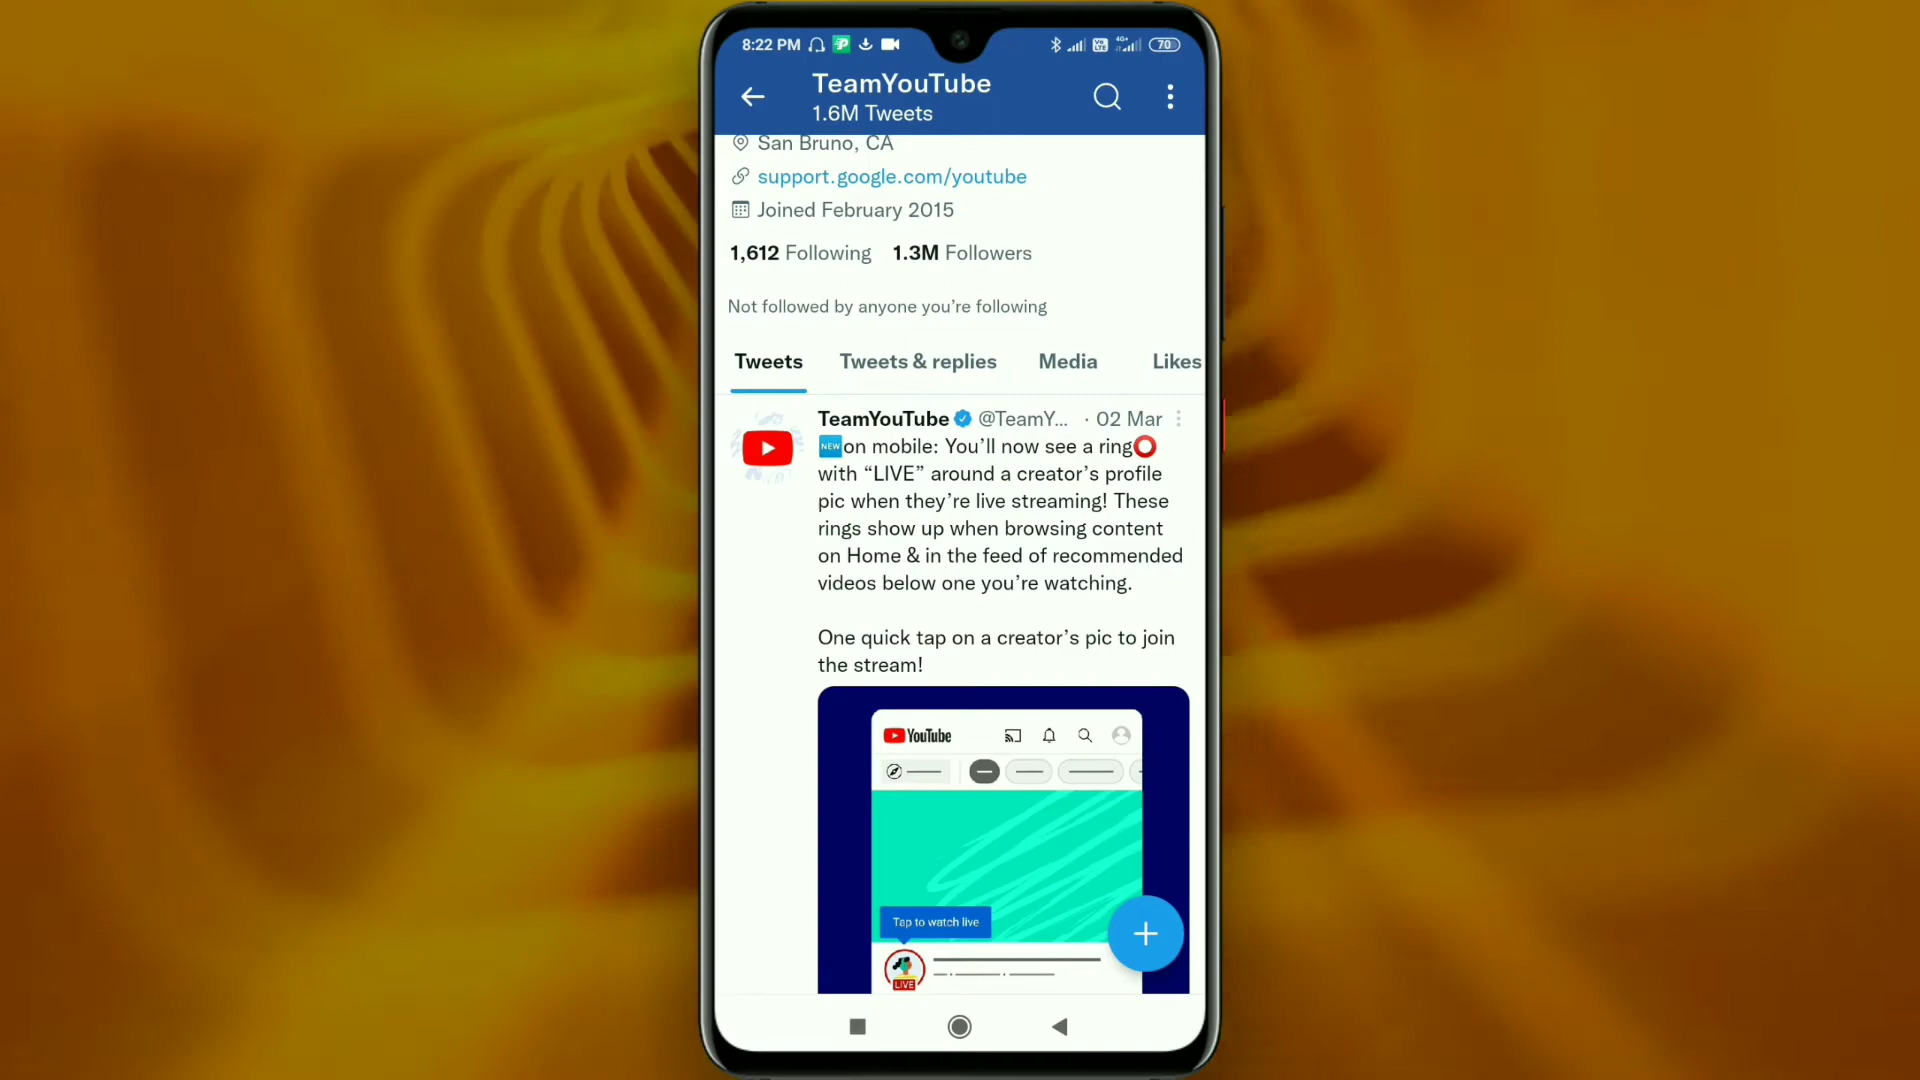 8:22 PM
70
TeamYouTube
1.6M Tweets
San Bruno, CA
support.google.com/youtube
Joined February 2015
1,612 Following 1.3M Followers
Not followed by anyone you’re following
Tweets Tweets & replies Media Likes
TeamYouTube @TeamY... · 02 Mar
NEW on mobile: You’ll now see a ring⭕
with “LIVE” around a creator’s profile
pic when they’re live streaming! These
rings show up when browsing content
on Home & in the feed of recommended
videos below one you’re watching.
One quick tap on a creator’s pic to join
the stream!
YouTube
Tap to watch live
LIVE